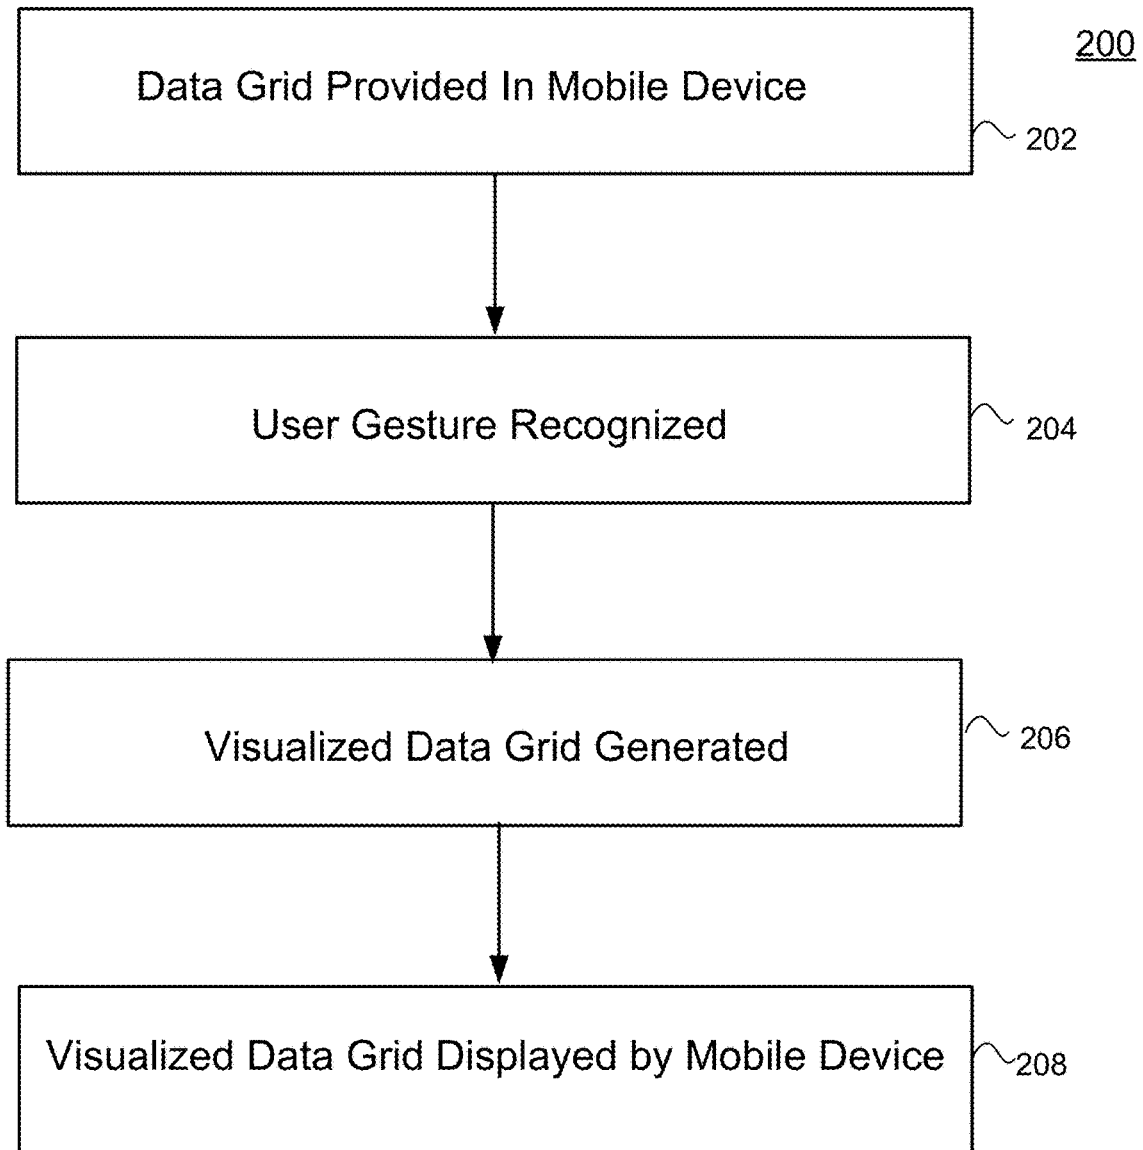 200
Data Grid Provided In Mobile Device
202
User Gesture Recognized
204
Visualized Data Grid Generated
206
Visualized Data Grid Displayed by Mobile Device
208